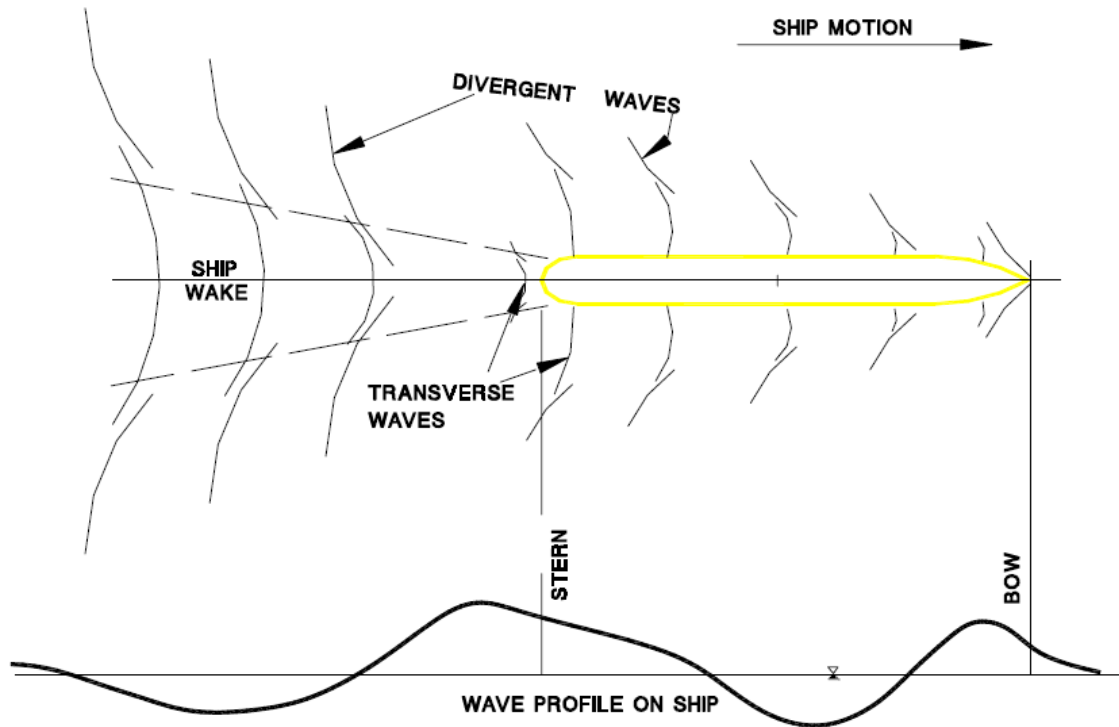 SHIP MOTION
DIVERGENT WAVES
SHIP
WAKE
TRANSVERSE
WAVES
STERN
BOW
WAVE PROFILE ON SHIP